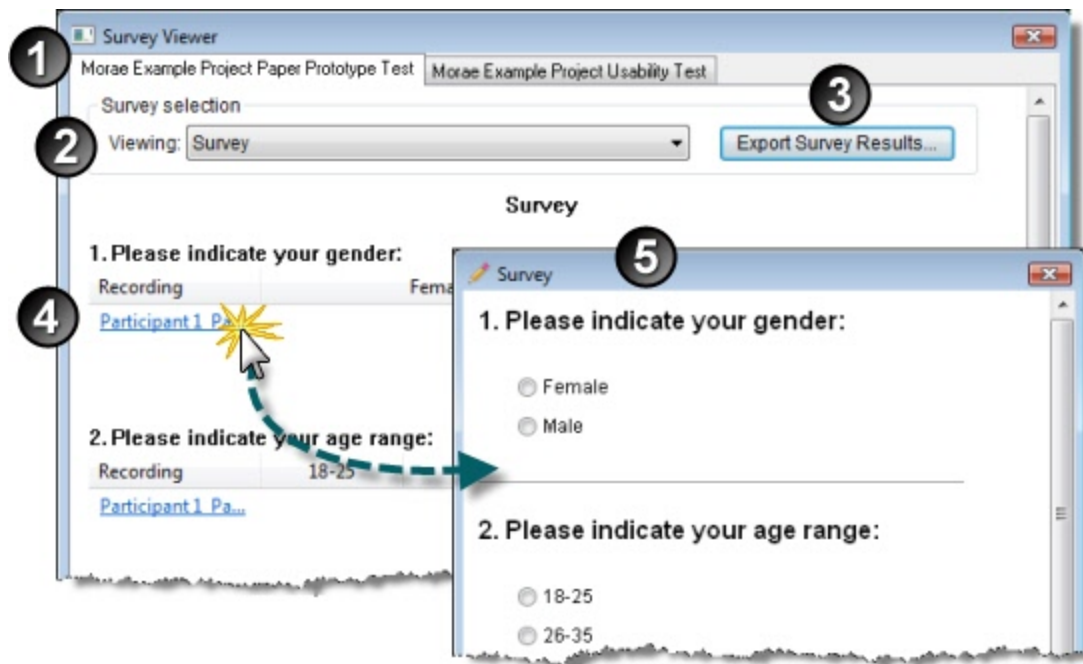 1
Survey Viewer
Morae Example Project Paper Prototype Test
Morae Example Project Usability Test
Survey selection
2
Viewing: Survey
3
Export Survey Results...
Survey
1. Please indicate your gender:
Recording
4
Participant 1 Pa...
2. Please indicate your age range:
Recording 18-25
Participant 1 Pa...
5
Survey
1. Please indicate your gender:
Female
Male
2. Please indicate your age range:
18-25
26-35